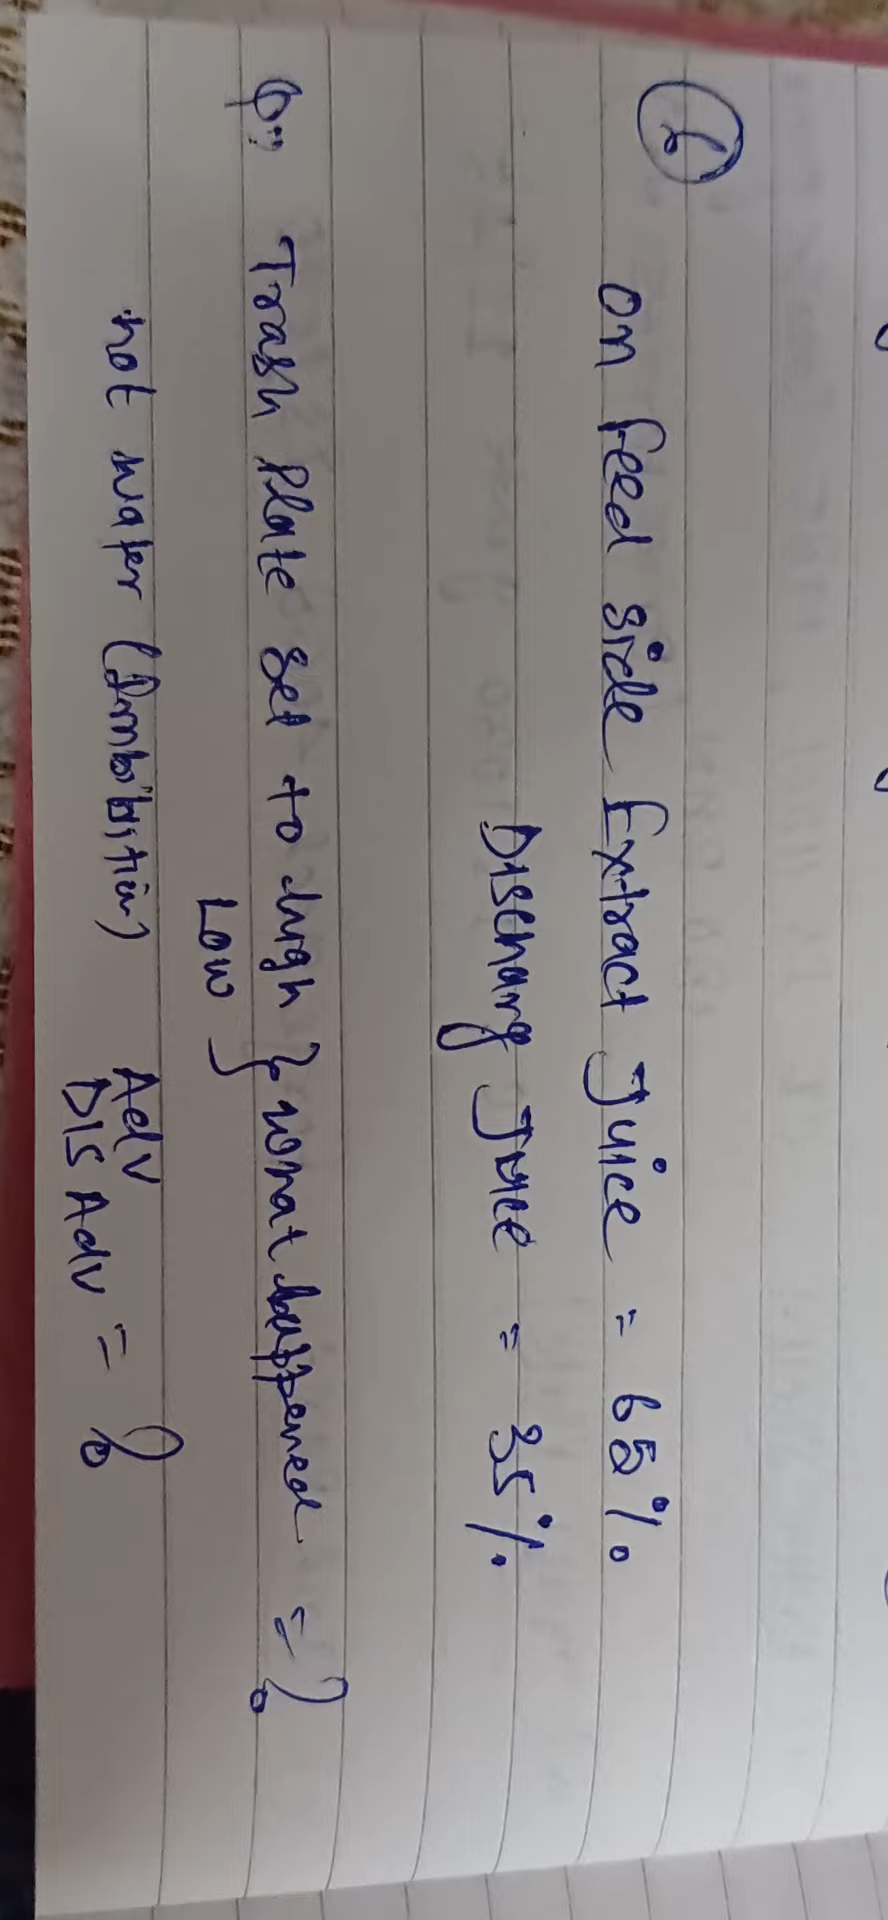 on feed side Extract Juice = 65%.
Discharg Juice = 35%.
Q:, Trash Plate set to high } what happened = ?
Low }
hot water (Imbibition) Adv
DIS Adv = ?